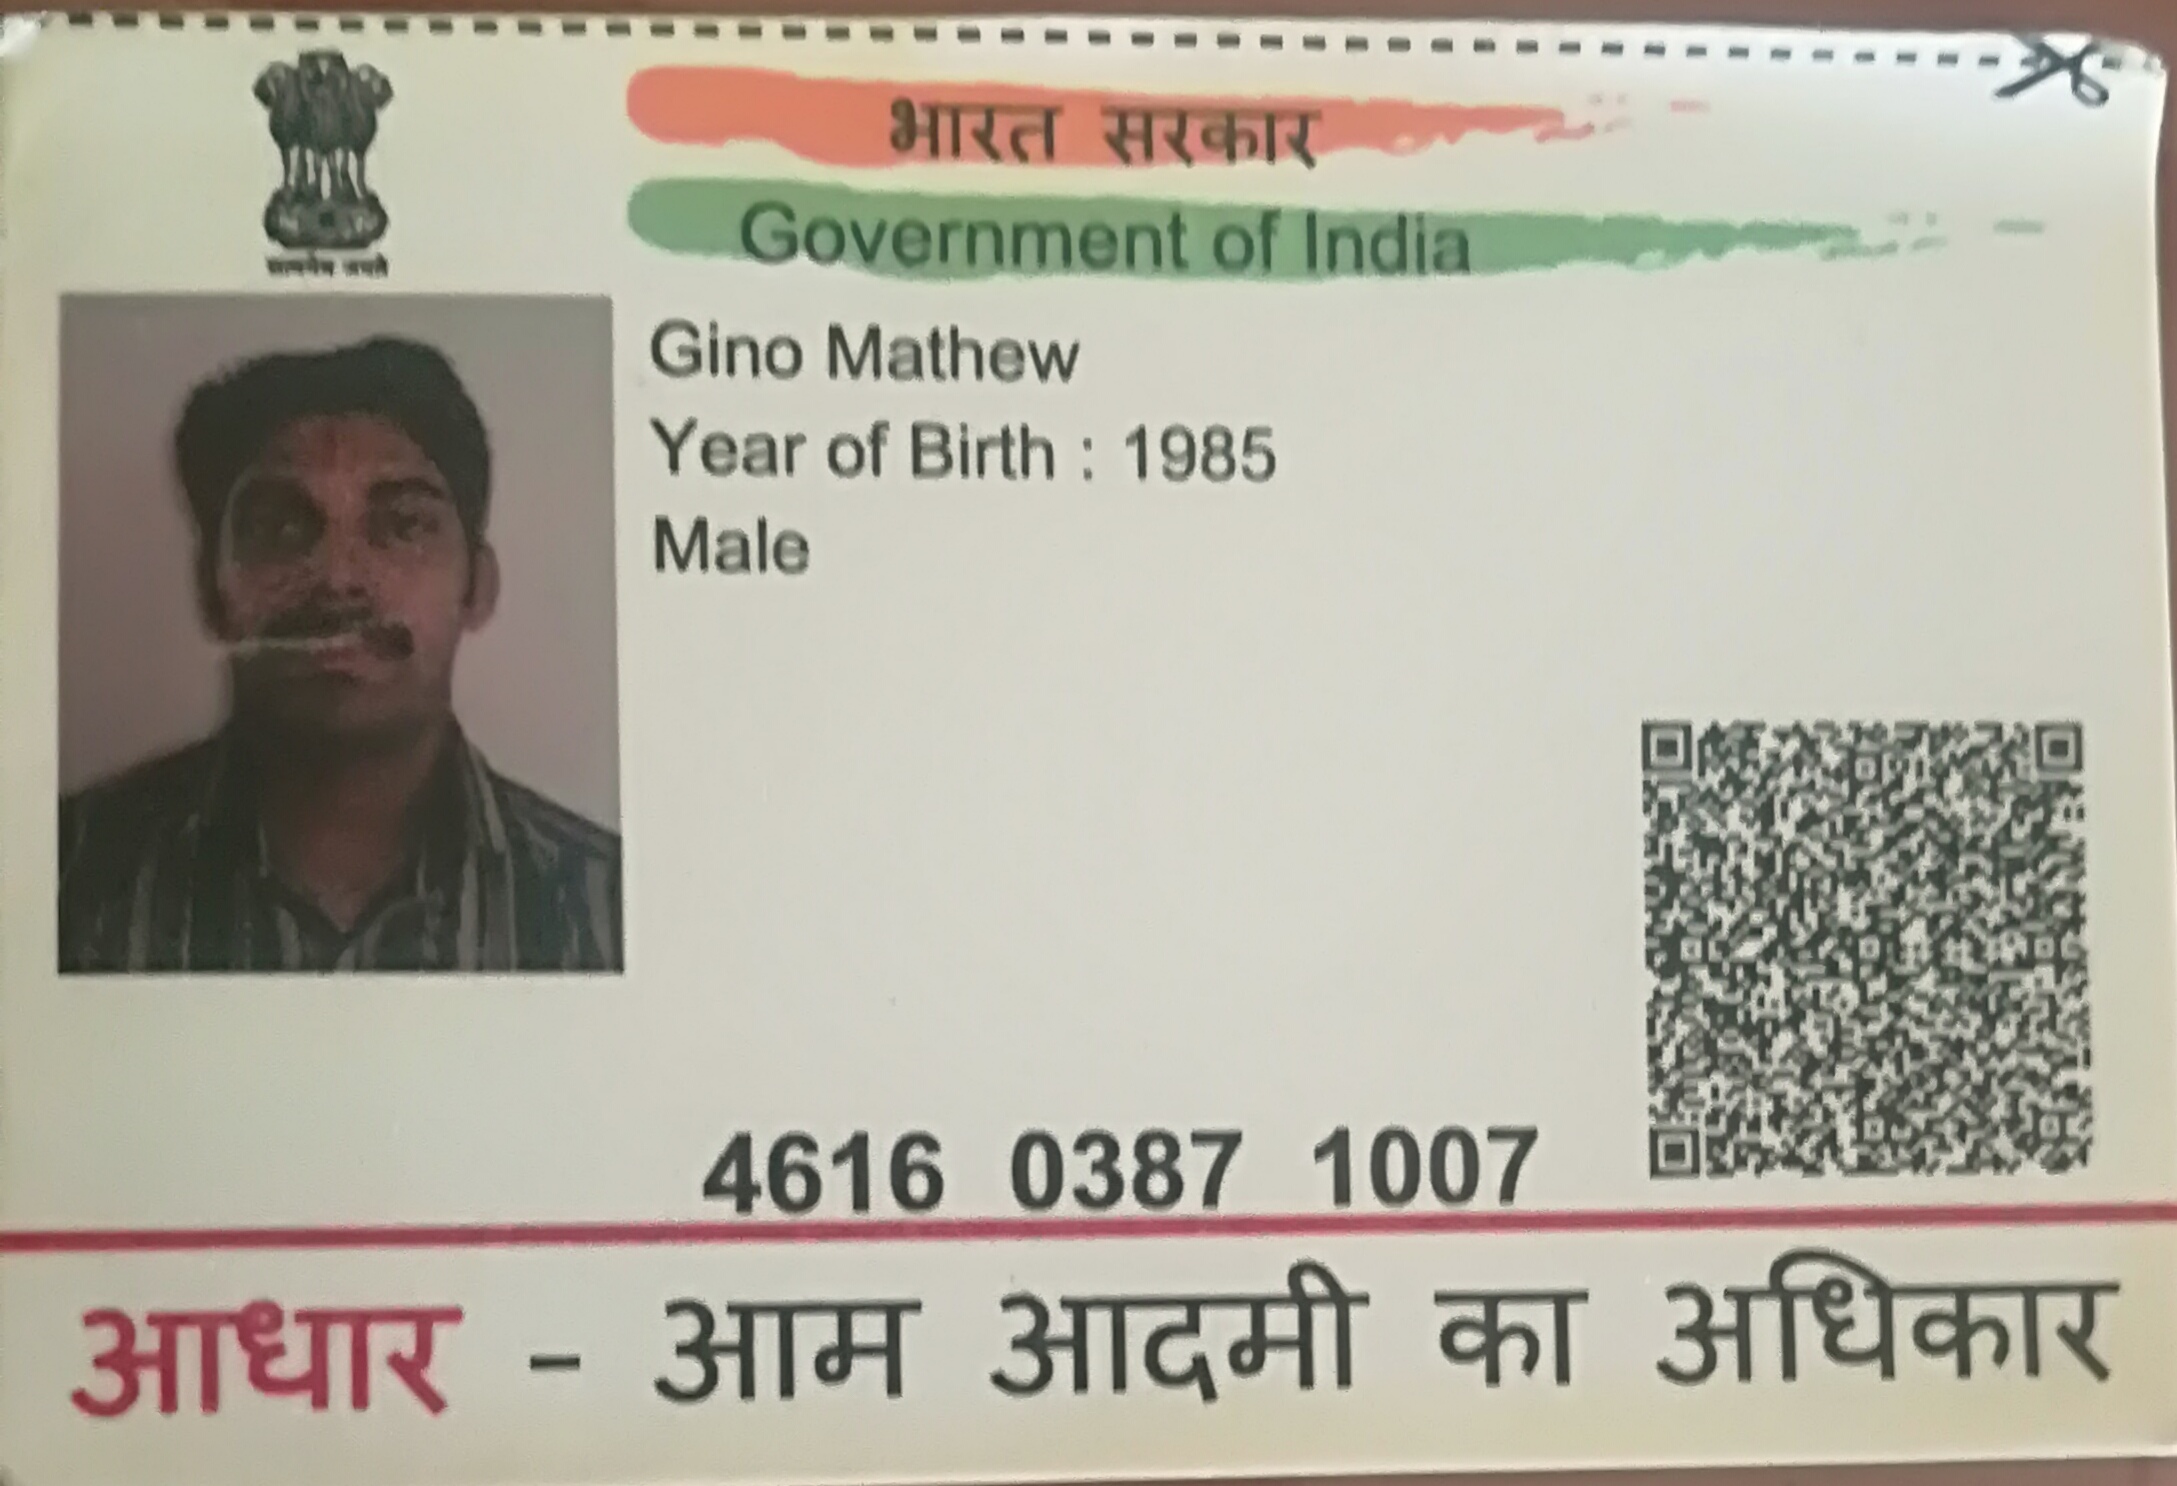 भारत सरकार
Government of India
सत्यमेव जयते
Gino Mathew
Year of Birth : 1985
Male
4616 0387 1007
आधार - आम आदमी का अधिकार